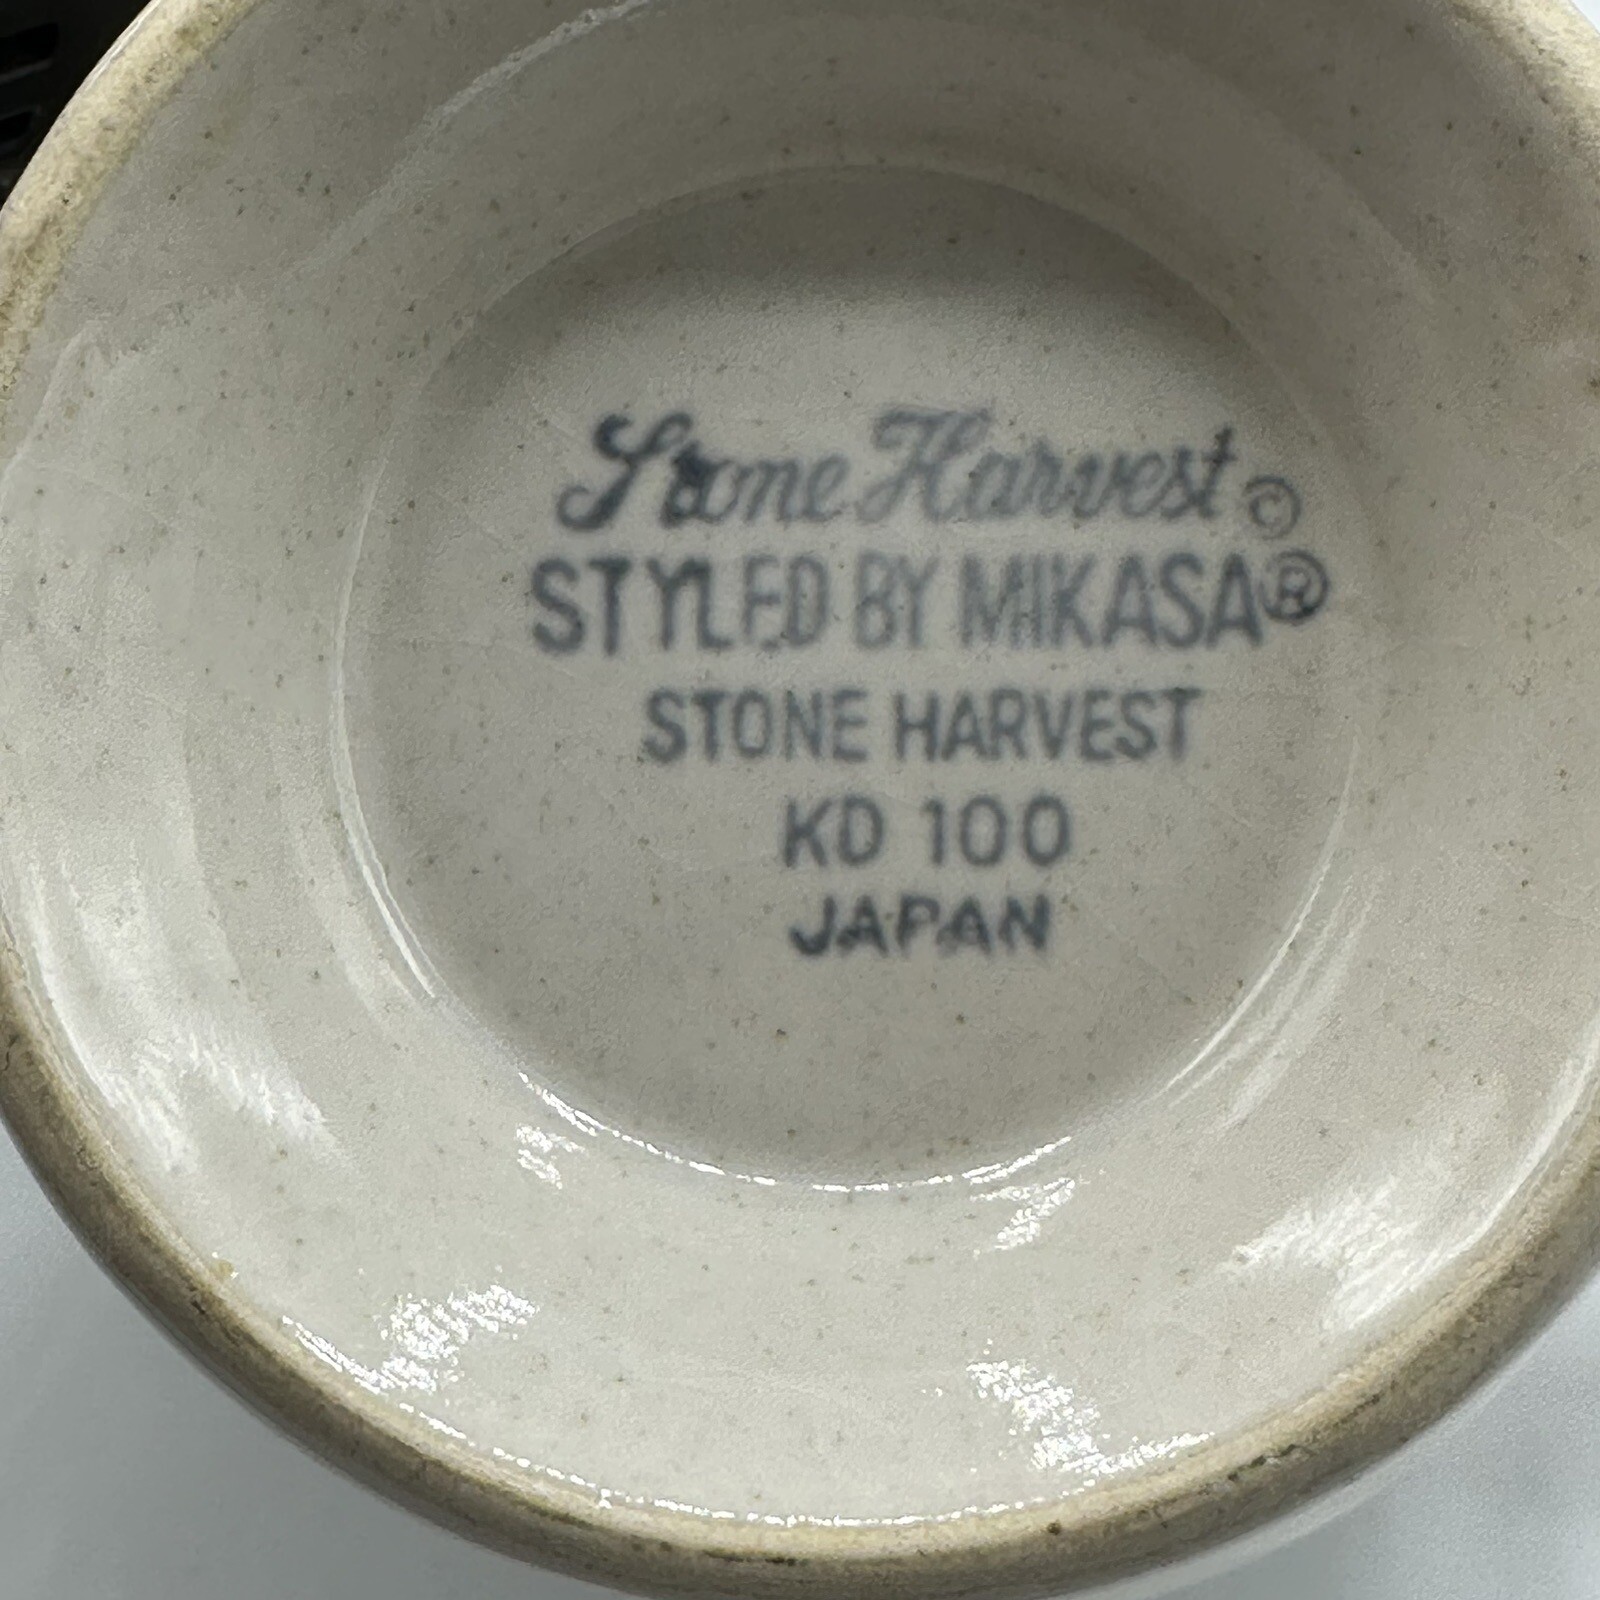 Stone Harvest ©
STYLED BY MIKASA®
STONE HARVEST
KD 100
JAPAN